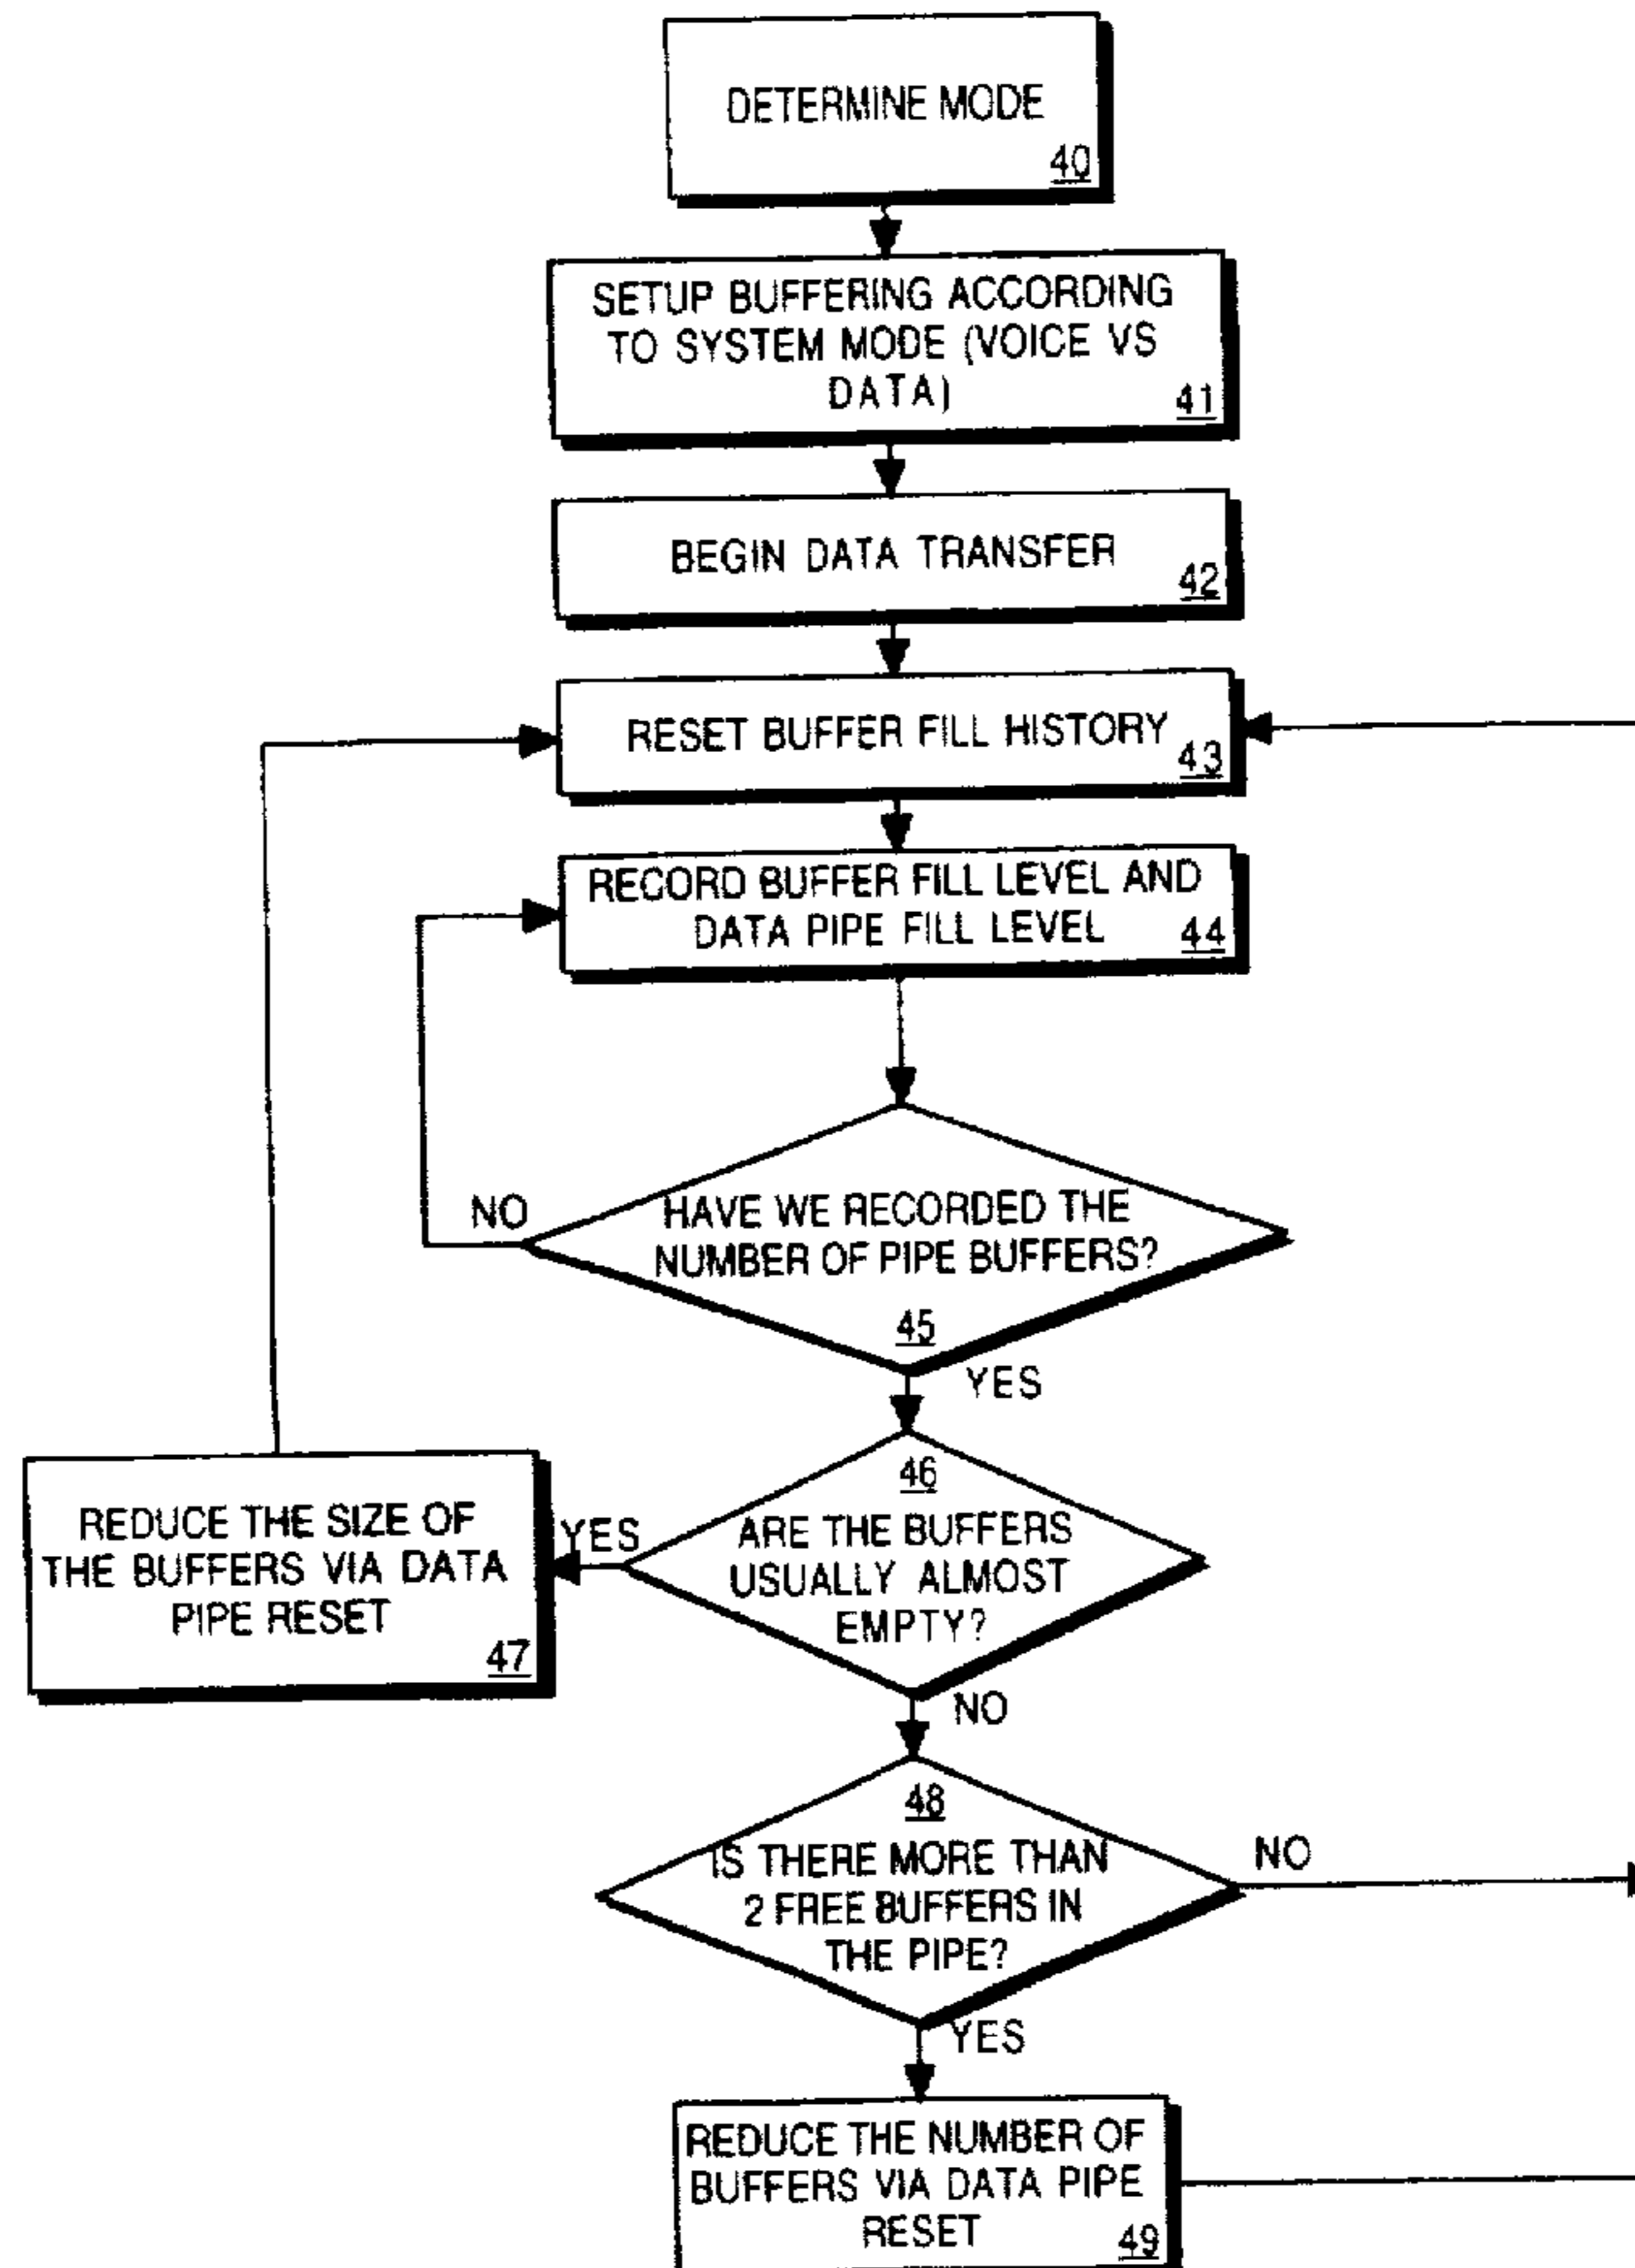 DETERMINE MODE
40
SETUP BUFFERING ACCORDING
TO SYSTEM MODE (VOICE VS
DATA)
41
BEGIN DATA TRANSFER
42
RESET BUFFER FILL HISTORY
43
RECORD BUFFER FILL LEVEL AND
DATA PIPE FILL LEVEL
44
NO
HAVE WE RECORDED THE
NUMBER OF PIPE BUFFERS?
45
YES
46
ARE THE BUFFERS
USUALLY ALMOST
EMPTY?
YES
REDUCE THE SIZE OF
THE BUFFERS VIA DATA
PIPE RESET
47
NO
48
IS THERE MORE THAN
2 FREE BUFFERS IN
THE PIPE?
NO
YES
REDUCE THE NUMBER OF
BUFFERS VIA DATA PIPE
RESET
49